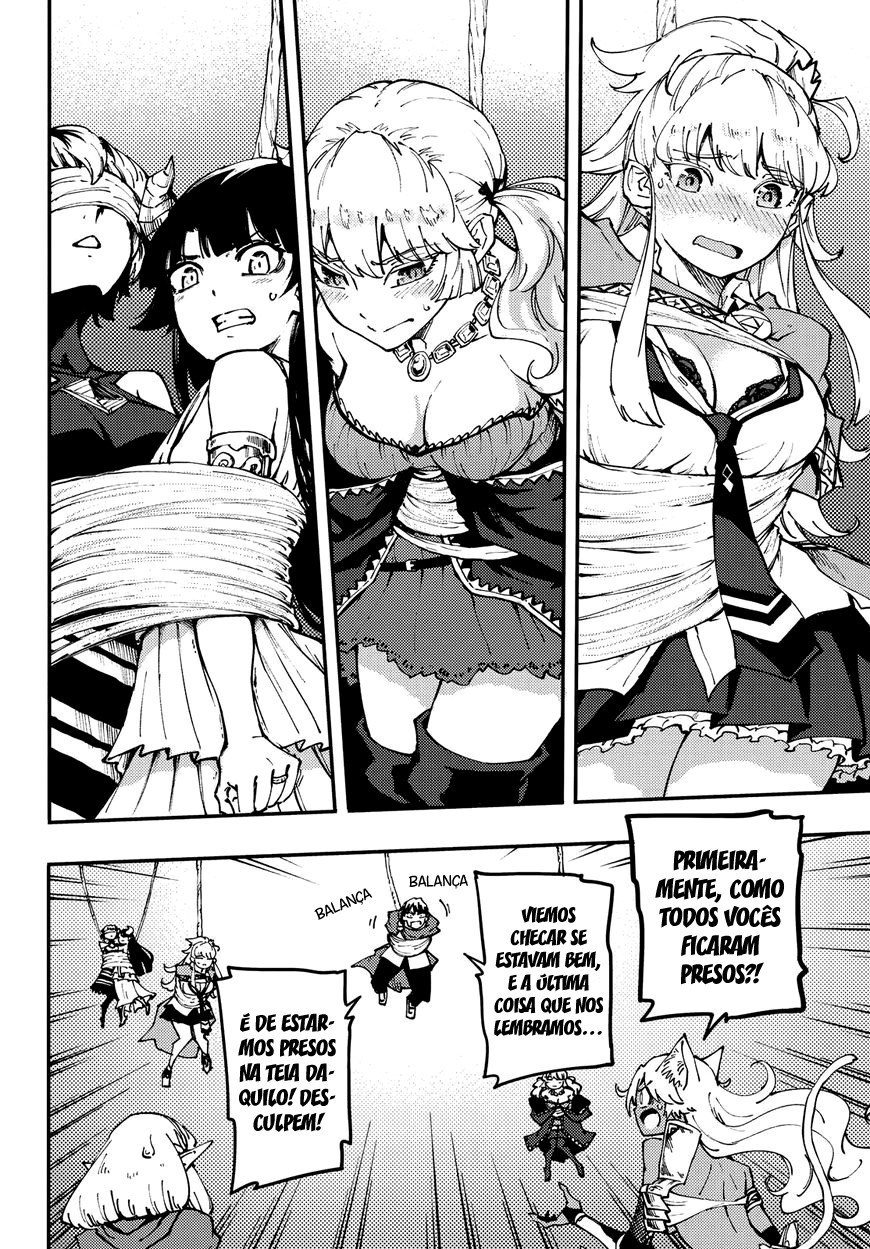 PRIMEIRA-
MENTE, COMO
TODOS VOCÊS
FICARAM
PRESOS?!
VIEMOS
CHECAR SE
ESTAVAM BEM,
E A ÚLTIMA
COISA QUE NOS
LEMBRAMOS...
BALANÇA
BALANÇA
É DE ESTAR-
MOS PRESOS
NA TEIA DA-
QUILO! DES-
CULPEM!